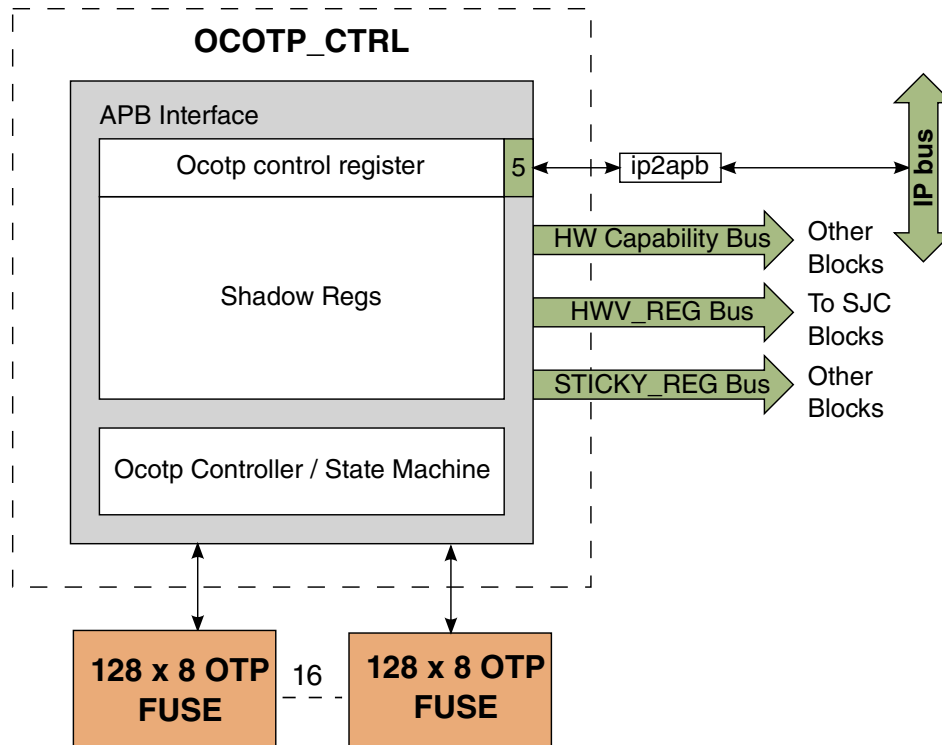 OCOTP_CTRL
APB Interface
Ocotp control register
5
ip2apb
IP bus
HW Capability Bus
Other
Blocks
Shadow Regs
HWV_REG Bus
To SJC
Blocks
STICKY_REG Bus
Other
Blocks
Ocotp Controller / State Machine
128 x 8 OTP
FUSE
16
128 x 8 OTP
FUSE